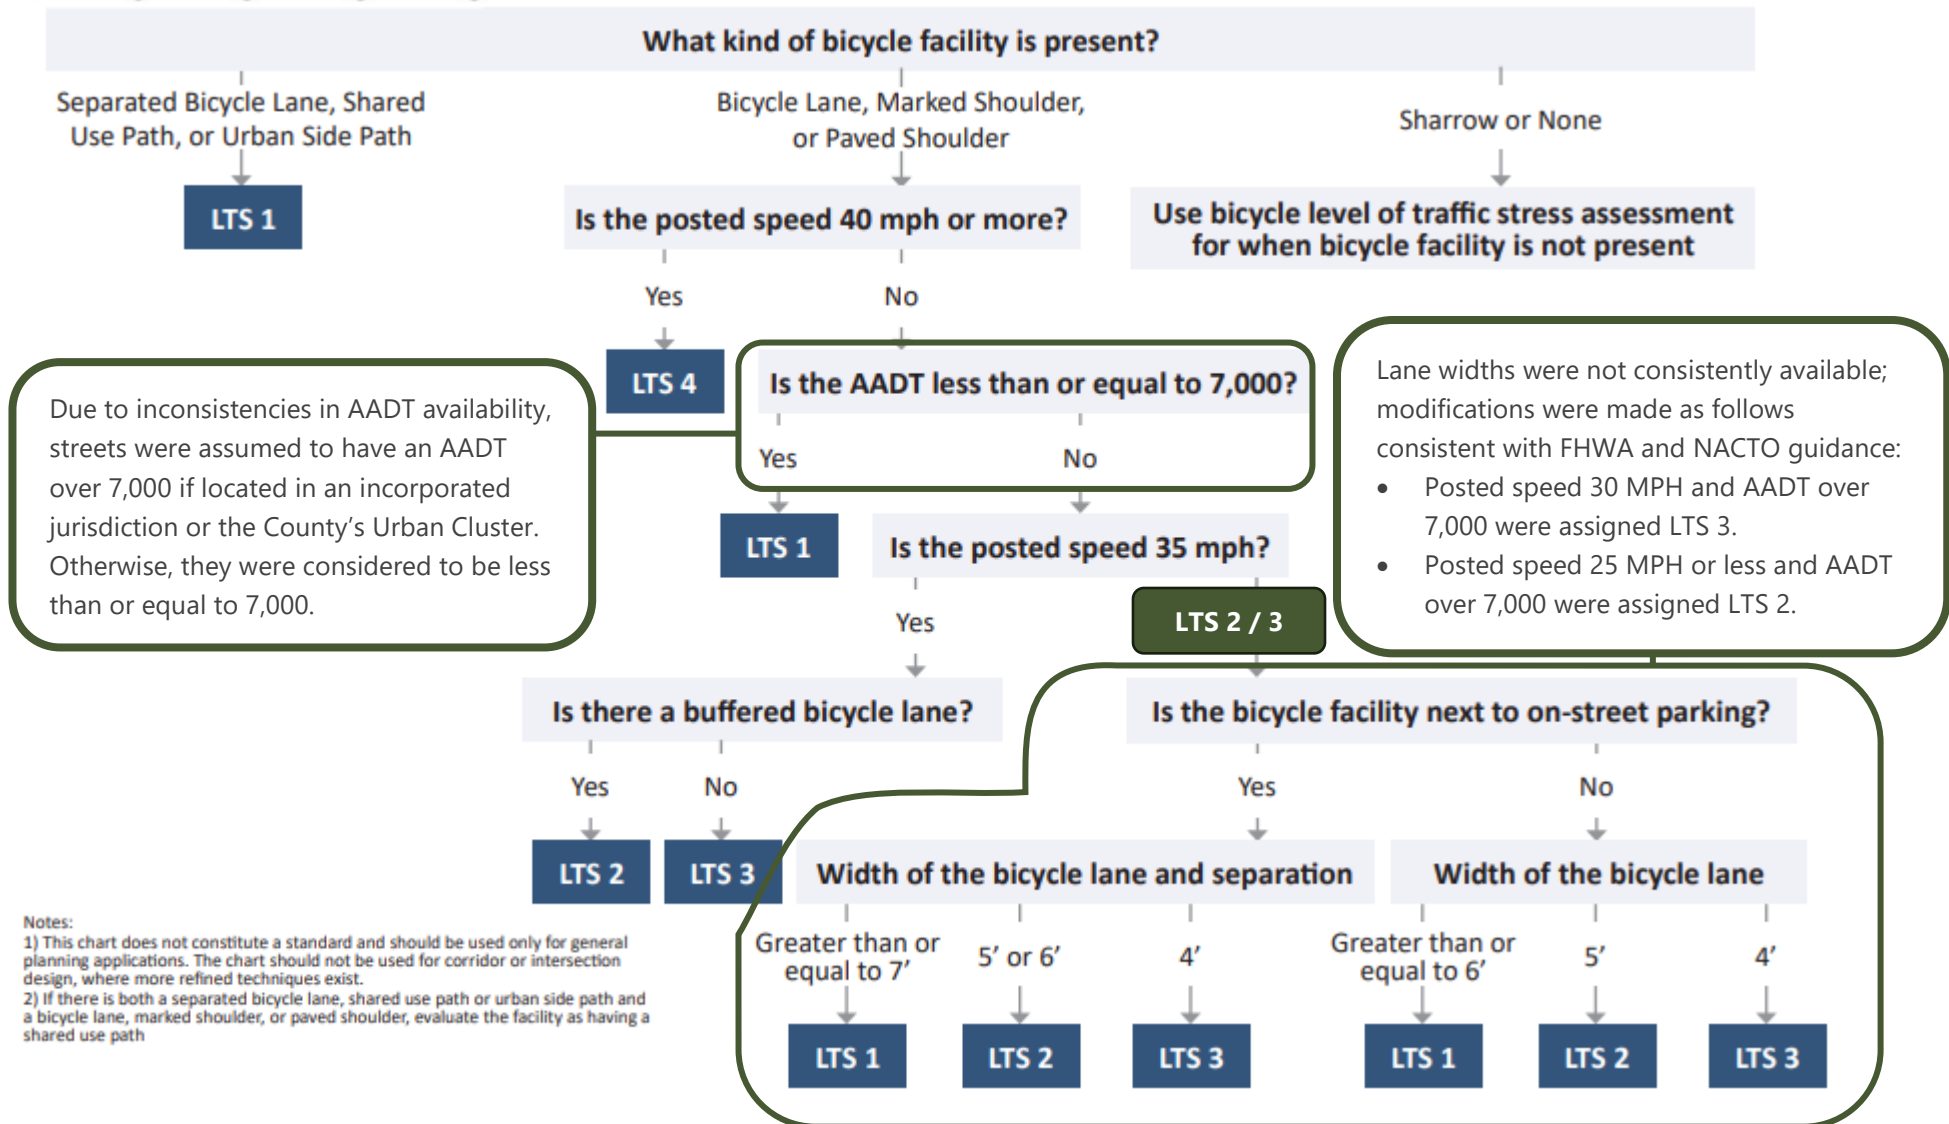 What kind of bicycle facility is present?
Separated Bicycle Lane, Shared
Use Path, or Urban Side Path
Bicycle Lane, Marked Shoulder,
or Paved Shoulder
Sharrow or None
LTS 1
Is the posted speed 40 mph or more?
Use bicycle level of traffic stress assessment
for when bicycle facility is not present
Yes
No
LTS 4
Is the AADT less than or equal to 7,000?
Yes
No
Due to inconsistencies in AADT availability,
streets were assumed to have an AADT
over 7,000 if located in an incorporated
jurisdiction or the County’s Urban Cluster.
Otherwise, they were considered to be less
than or equal to 7,000.
Lane widths were not consistently available;
modifications were made as follows
consistent with FHWA and NACTO guidance:
• Posted speed 30 MPH and AADT over
7,000 were assigned LTS 3.
• Posted speed 25 MPH or less and AADT
over 7,000 were assigned LTS 2.
LTS 1
Is the posted speed 35 mph?
Yes
LTS 2 / 3
Is there a buffered bicycle lane?
Is the bicycle facility next to on-street parking?
Yes
No
Yes
No
LTS 2
LTS 3
Width of the bicycle lane and separation
Width of the bicycle lane
Greater than or
equal to 7’
5’ or 6’
4’
Greater than or
equal to 6’
5’
4’
LTS 1
LTS 2
LTS 3
LTS 1
LTS 2
LTS 3
Notes:
1) This chart does not constitute a standard and should be used only for general
planning applications. The chart should not be used for corridor or intersection
design, where more refined techniques exist.
2) If there is both a separated bicycle lane, shared use path or urban side path and
a bicycle lane, marked shoulder, or paved shoulder, evaluate the facility as having a
shared use path